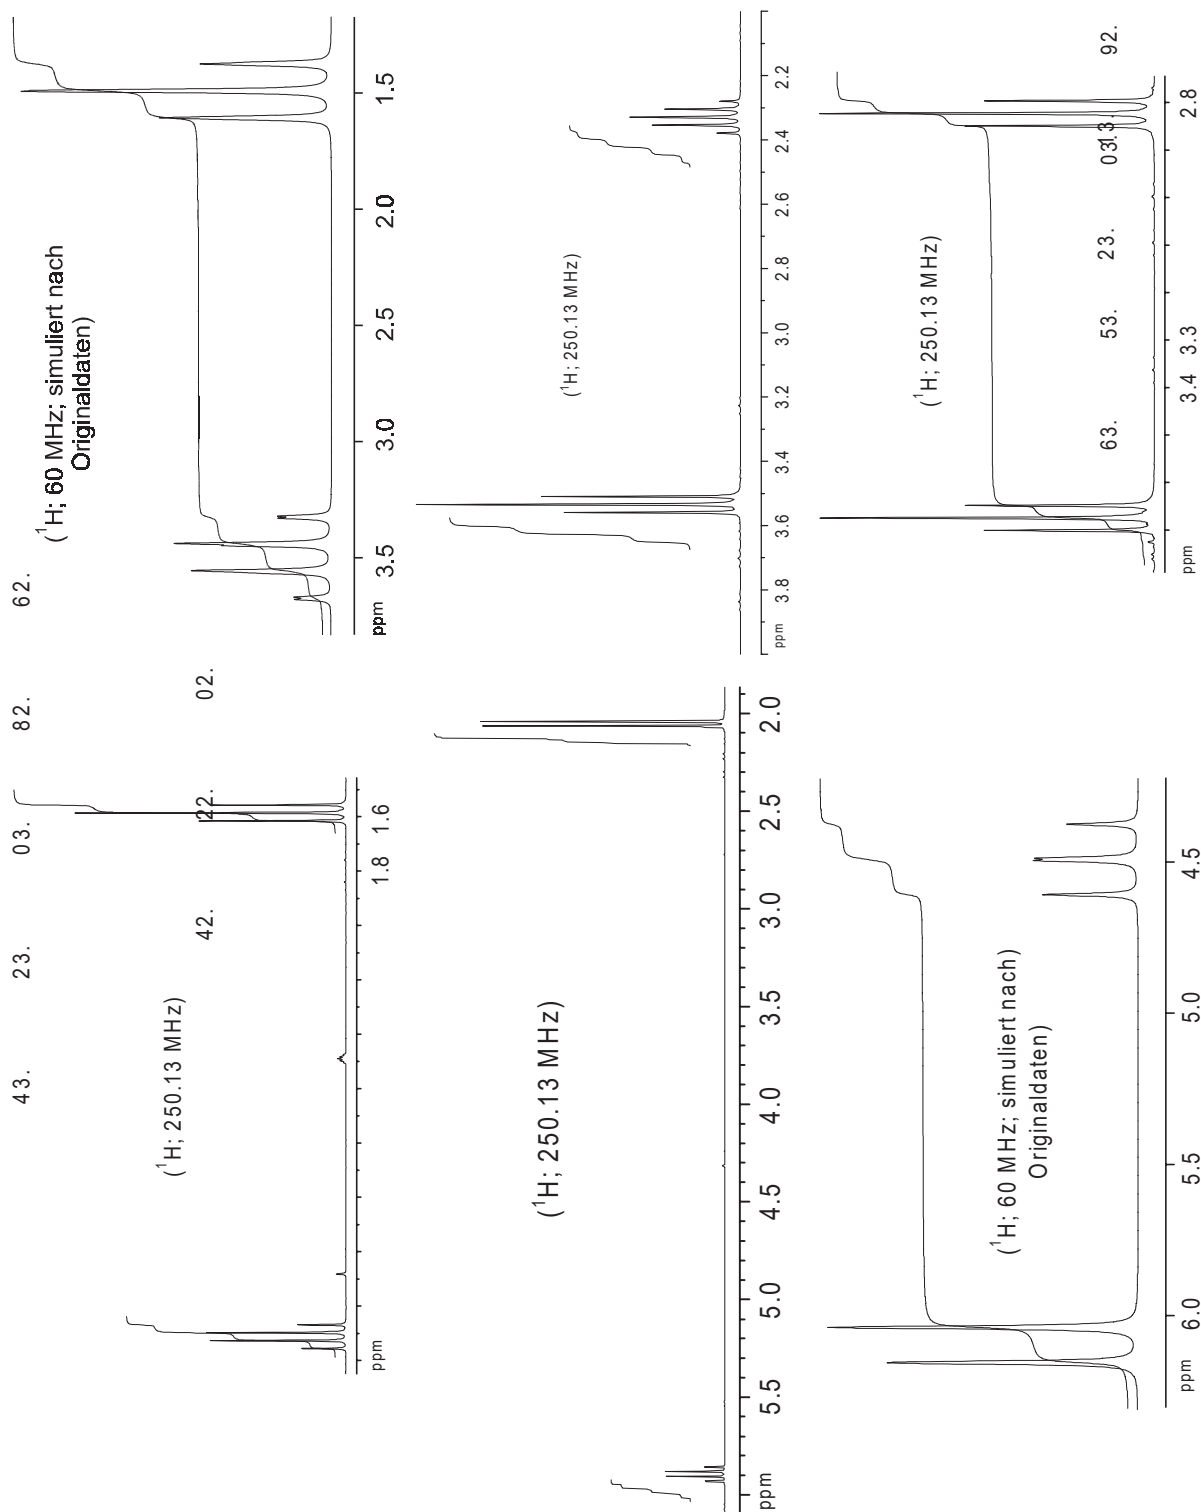 43. 23. 03. 82. 62.
(¹H; 250.13 MHz)
42. 22. 02.
ppm 1.8 1.6
(¹H; 60 MHz; simuliert nach
Originaldaten)
ppm 3.5 3.0 2.5 2.0 1.5
(¹H; 250.13 MHz)
ppm 5.5 5.0 4.5 4.0 3.5 3.0 2.5 2.0
(¹H; 250.13 MHz)
ppm 3.8 3.6 3.4 3.2 3.0 2.8 2.6 2.4 2.2
(¹H; 60 MHz; simuliert nach)
Originaldaten)
ppm 6.0 5.5 5.0 4.5
(¹H; 250.13 MHz)
63. 53. 23. 03. 13. 92.
ppm 3.4 3.3 2.8